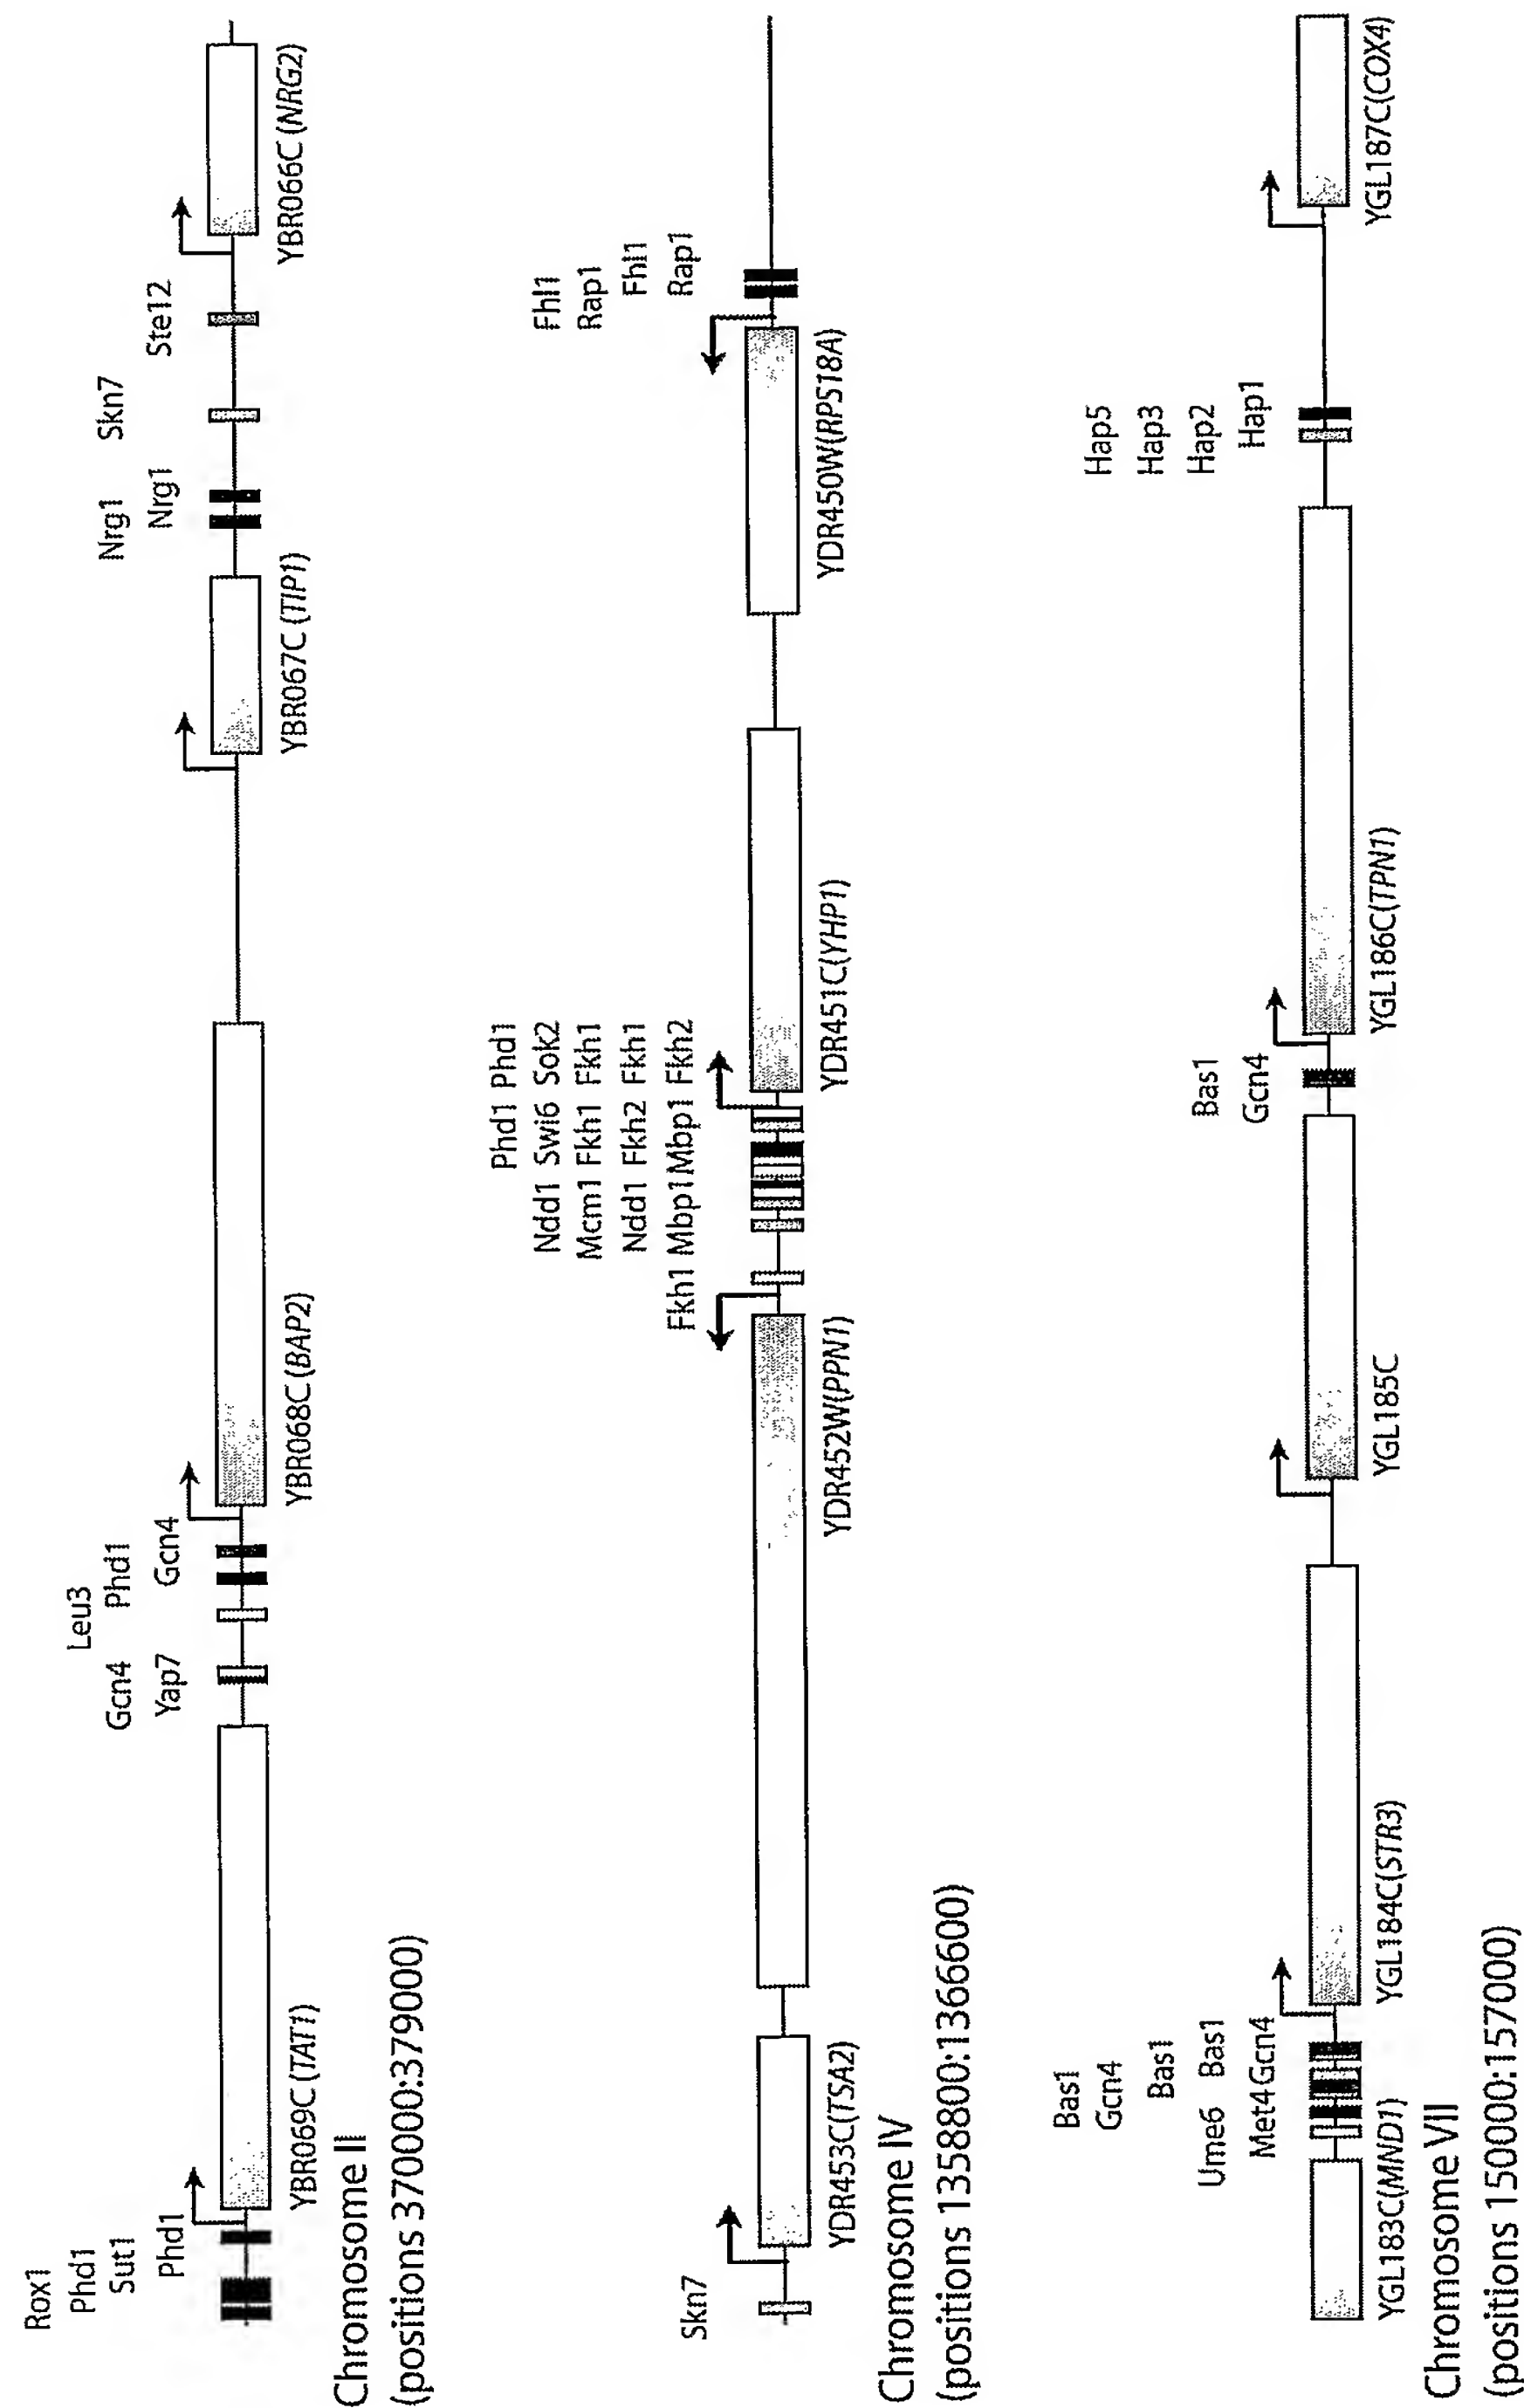 Rox1
Phd1
Sut1
Phd1
Leu3
Gcn4 Phd1
Yap7 Gcn4
Nrg1 Skn7
Nrg1 Ste12
YBR069C (TAT1) YBR068C (BAP2) YBR067C (TIP1) YBR066C (NRG2)
Chromosome II
(positions 370000:379000)
Phd1 Phd1
Ndd1 Swi6 Sok2
Mcm1 Fkh1 Fkh1
Ndd1 Fkh2 Fkh1
Skn7 Fkh1 Mbp1 Mbp1 Fkh2
Fhl1
Rap1
Fhl1
Rap1
YDR453C(TSA2) YDR452W(PPN1) YDR451C(YHP1) YDR450W(RPS18A)
Chromosome IV
(positions 1358800:1366600)
Bas1
Gcn4
Bas1
Ume6 Bas1
Met4 Gcn4
Bas1
Gcn4
Hap5
Hap3
Hap2
Hap1
YGL183C(MND1) YGL184C(STR3) YGL185C YGL186C(TPN1) YGL187C(COX4)
Chromosome VII
(positions 150000:157000)